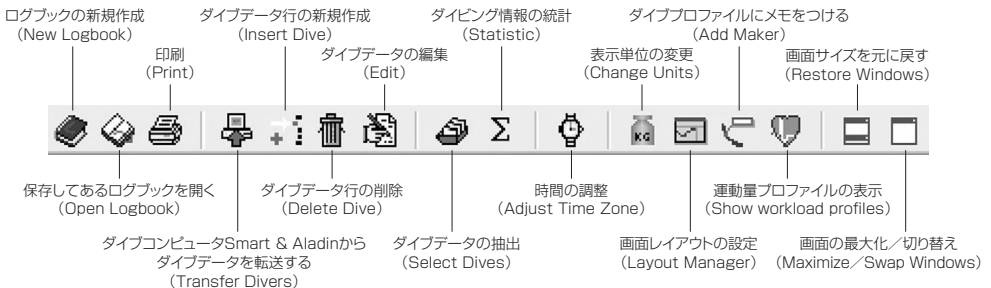 ログブックの新規作成
（New Logbook）
印刷
（Print）
ダイブデータ行の新規作成
（Insert Dive）
ダイブデータの編集
（Edit）
ダイビング情報の統計
（Statistic）
表示単位の変更
（Change Units）
ダイブプロファイルにメモをつける
（Add Maker）
画面サイズを元に戻す
（Restore Windows）
KG
保存してあるログブックを開く
（Open Logbook）
ダイブコンピュータSmart & Aladinから
ダイブデータを転送する
（Transfer Divers）
ダイブデータ行の削除
（Delete Dive）
ダイブデータの抽出
（Select Dives）
時間の調整
（Adjust Time Zone）
画面レイアウトの設定
（Layout Manager）
運動量プロファイルの表示
（Show workload profiles）
画面の最大化／切り替え
（Maximize／Swap Windows）